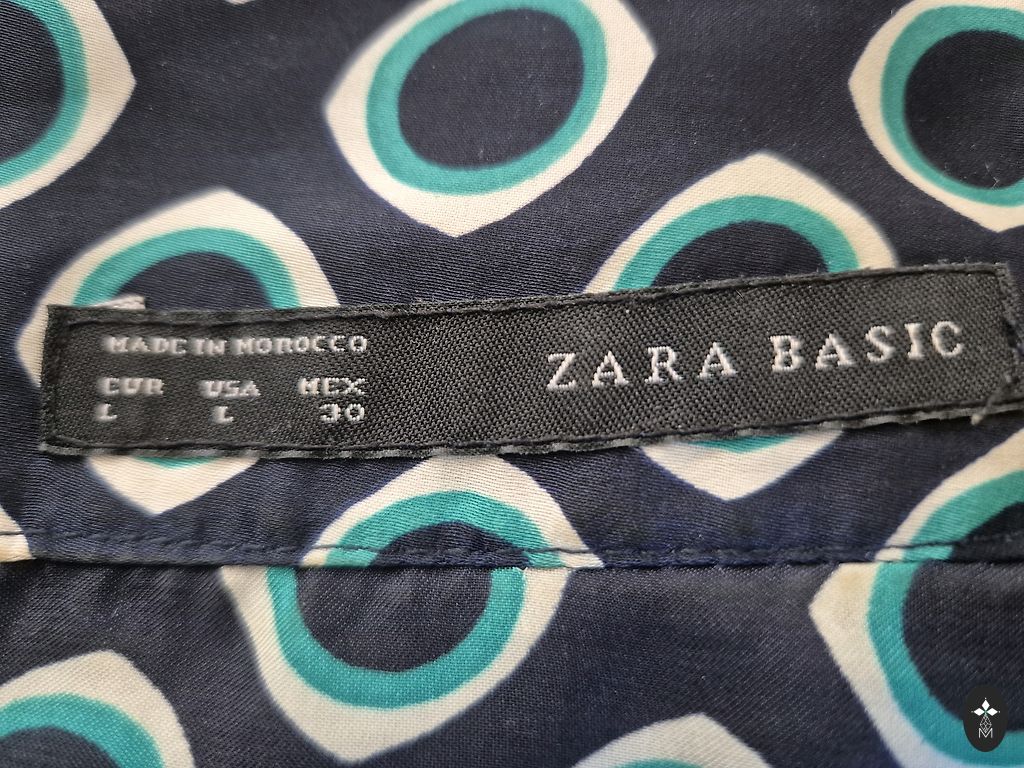 MADE IN MOROCCO
EUR USA MEX
L L 30
ZARA BASIC
M